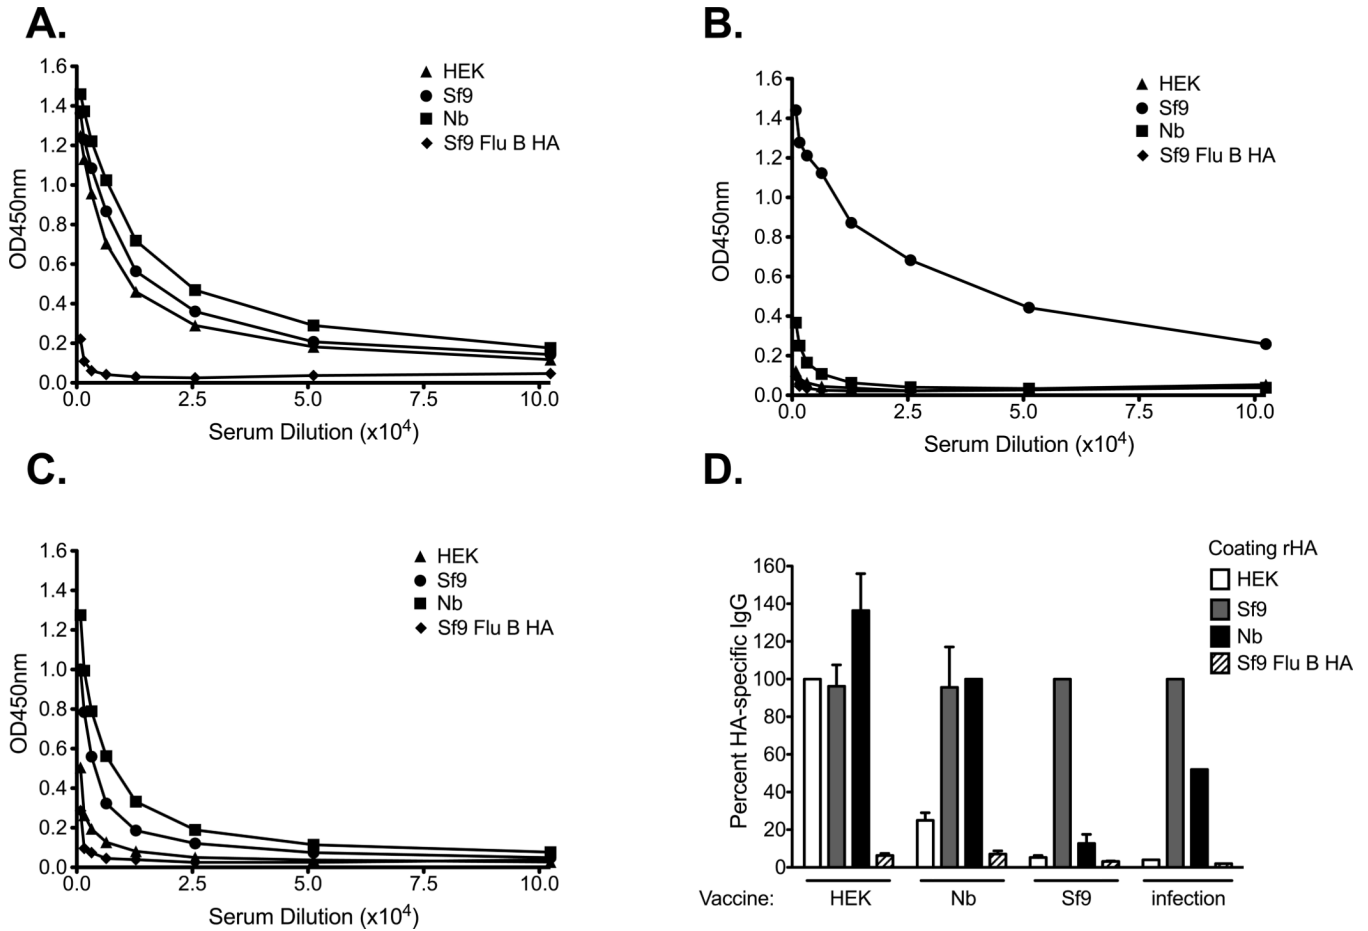 A.
HEK
Sf9
Nb
Sf9 Flu B HA
1.6
1.4
1.2
1.0
0.8
0.6
0.4
0.2
0.0
OD450nm
0.0 2.5 5.0 7.5 10.0
Serum Dilution (x10⁴)
B.
HEK
Sf9
Nb
Sf9 Flu B HA
1.6
1.4
1.2
1.0
0.8
0.6
0.4
0.2
0.0
OD450nm
0.0 2.5 5.0 7.5 10.0
Serum Dilution (x10⁴)
C.
HEK
Sf9
Nb
Sf9 Flu B HA
1.6
1.4
1.2
1.0
0.8
0.6
0.4
0.2
0.0
OD450nm
0.0 2.5 5.0 7.5 10.0
Serum Dilution (x10⁴)
D.
Coating rHA
HEK
Sf9
Nb
Sf9 Flu B HA
160
140
120
100
80
60
40
20
0
Percent HA-specific IgG
Vaccine: HEK Nb Sf9 infection